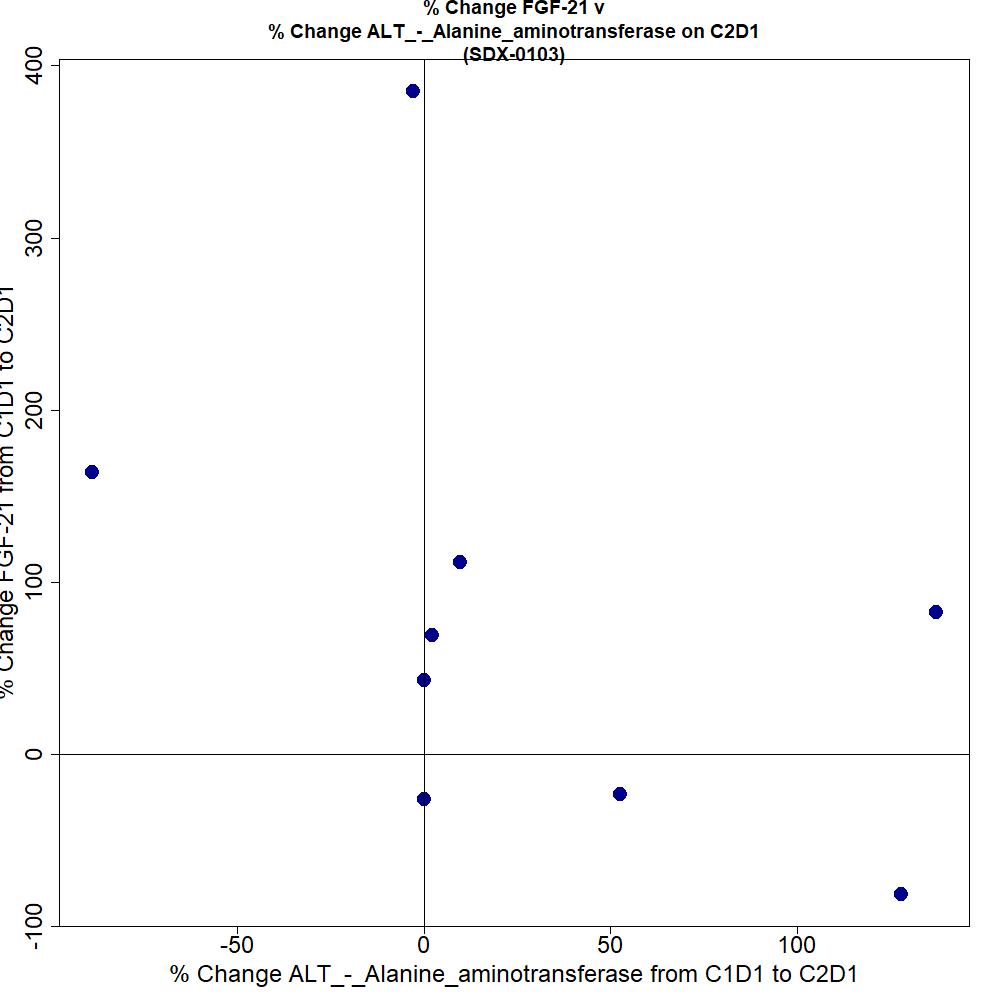 % Change FGF-21 v
% Change ALT_-_Alanine_aminotransferase on C2D1
(SDX-0103)
% Change FGF-21 from C1D1 to C2D1
400
300
200
100
0
-100
-50
0
50
100
% Change ALT_-_Alanine_aminotransferase from C1D1 to C2D1